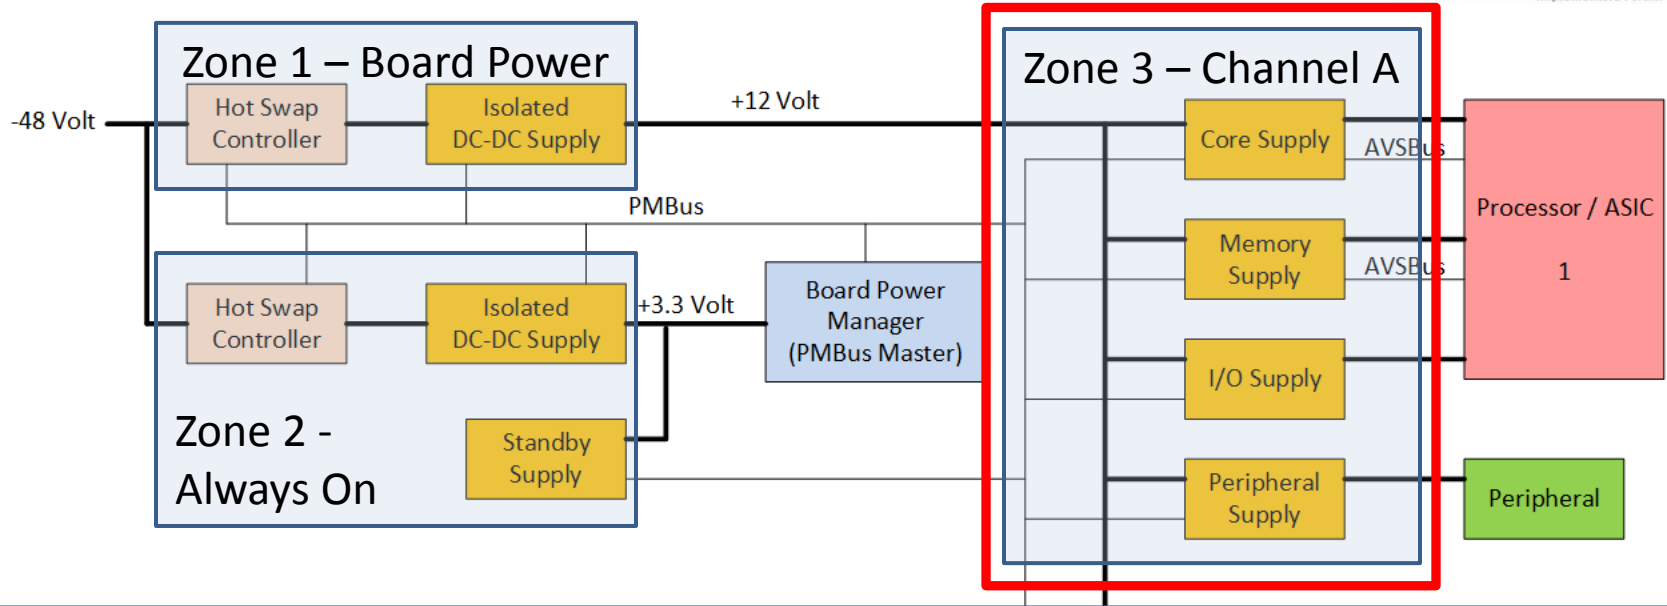 Zone 1 – Board Power
Hot Swap
Controller
Isolated
DC-DC Supply
-48 Volt
+12 Volt
PMBus
Zone 2 -
Always On
Hot Swap
Controller
Isolated
DC-DC Supply
+3.3 Volt
Standby
Supply
Board Power
Manager
(PMBus Master)
Zone 3 – Channel A
Core Supply
AVSBus
Memory
Supply
AVSBus
I/O Supply
Peripheral
Supply
Processor / ASIC
1
Peripheral